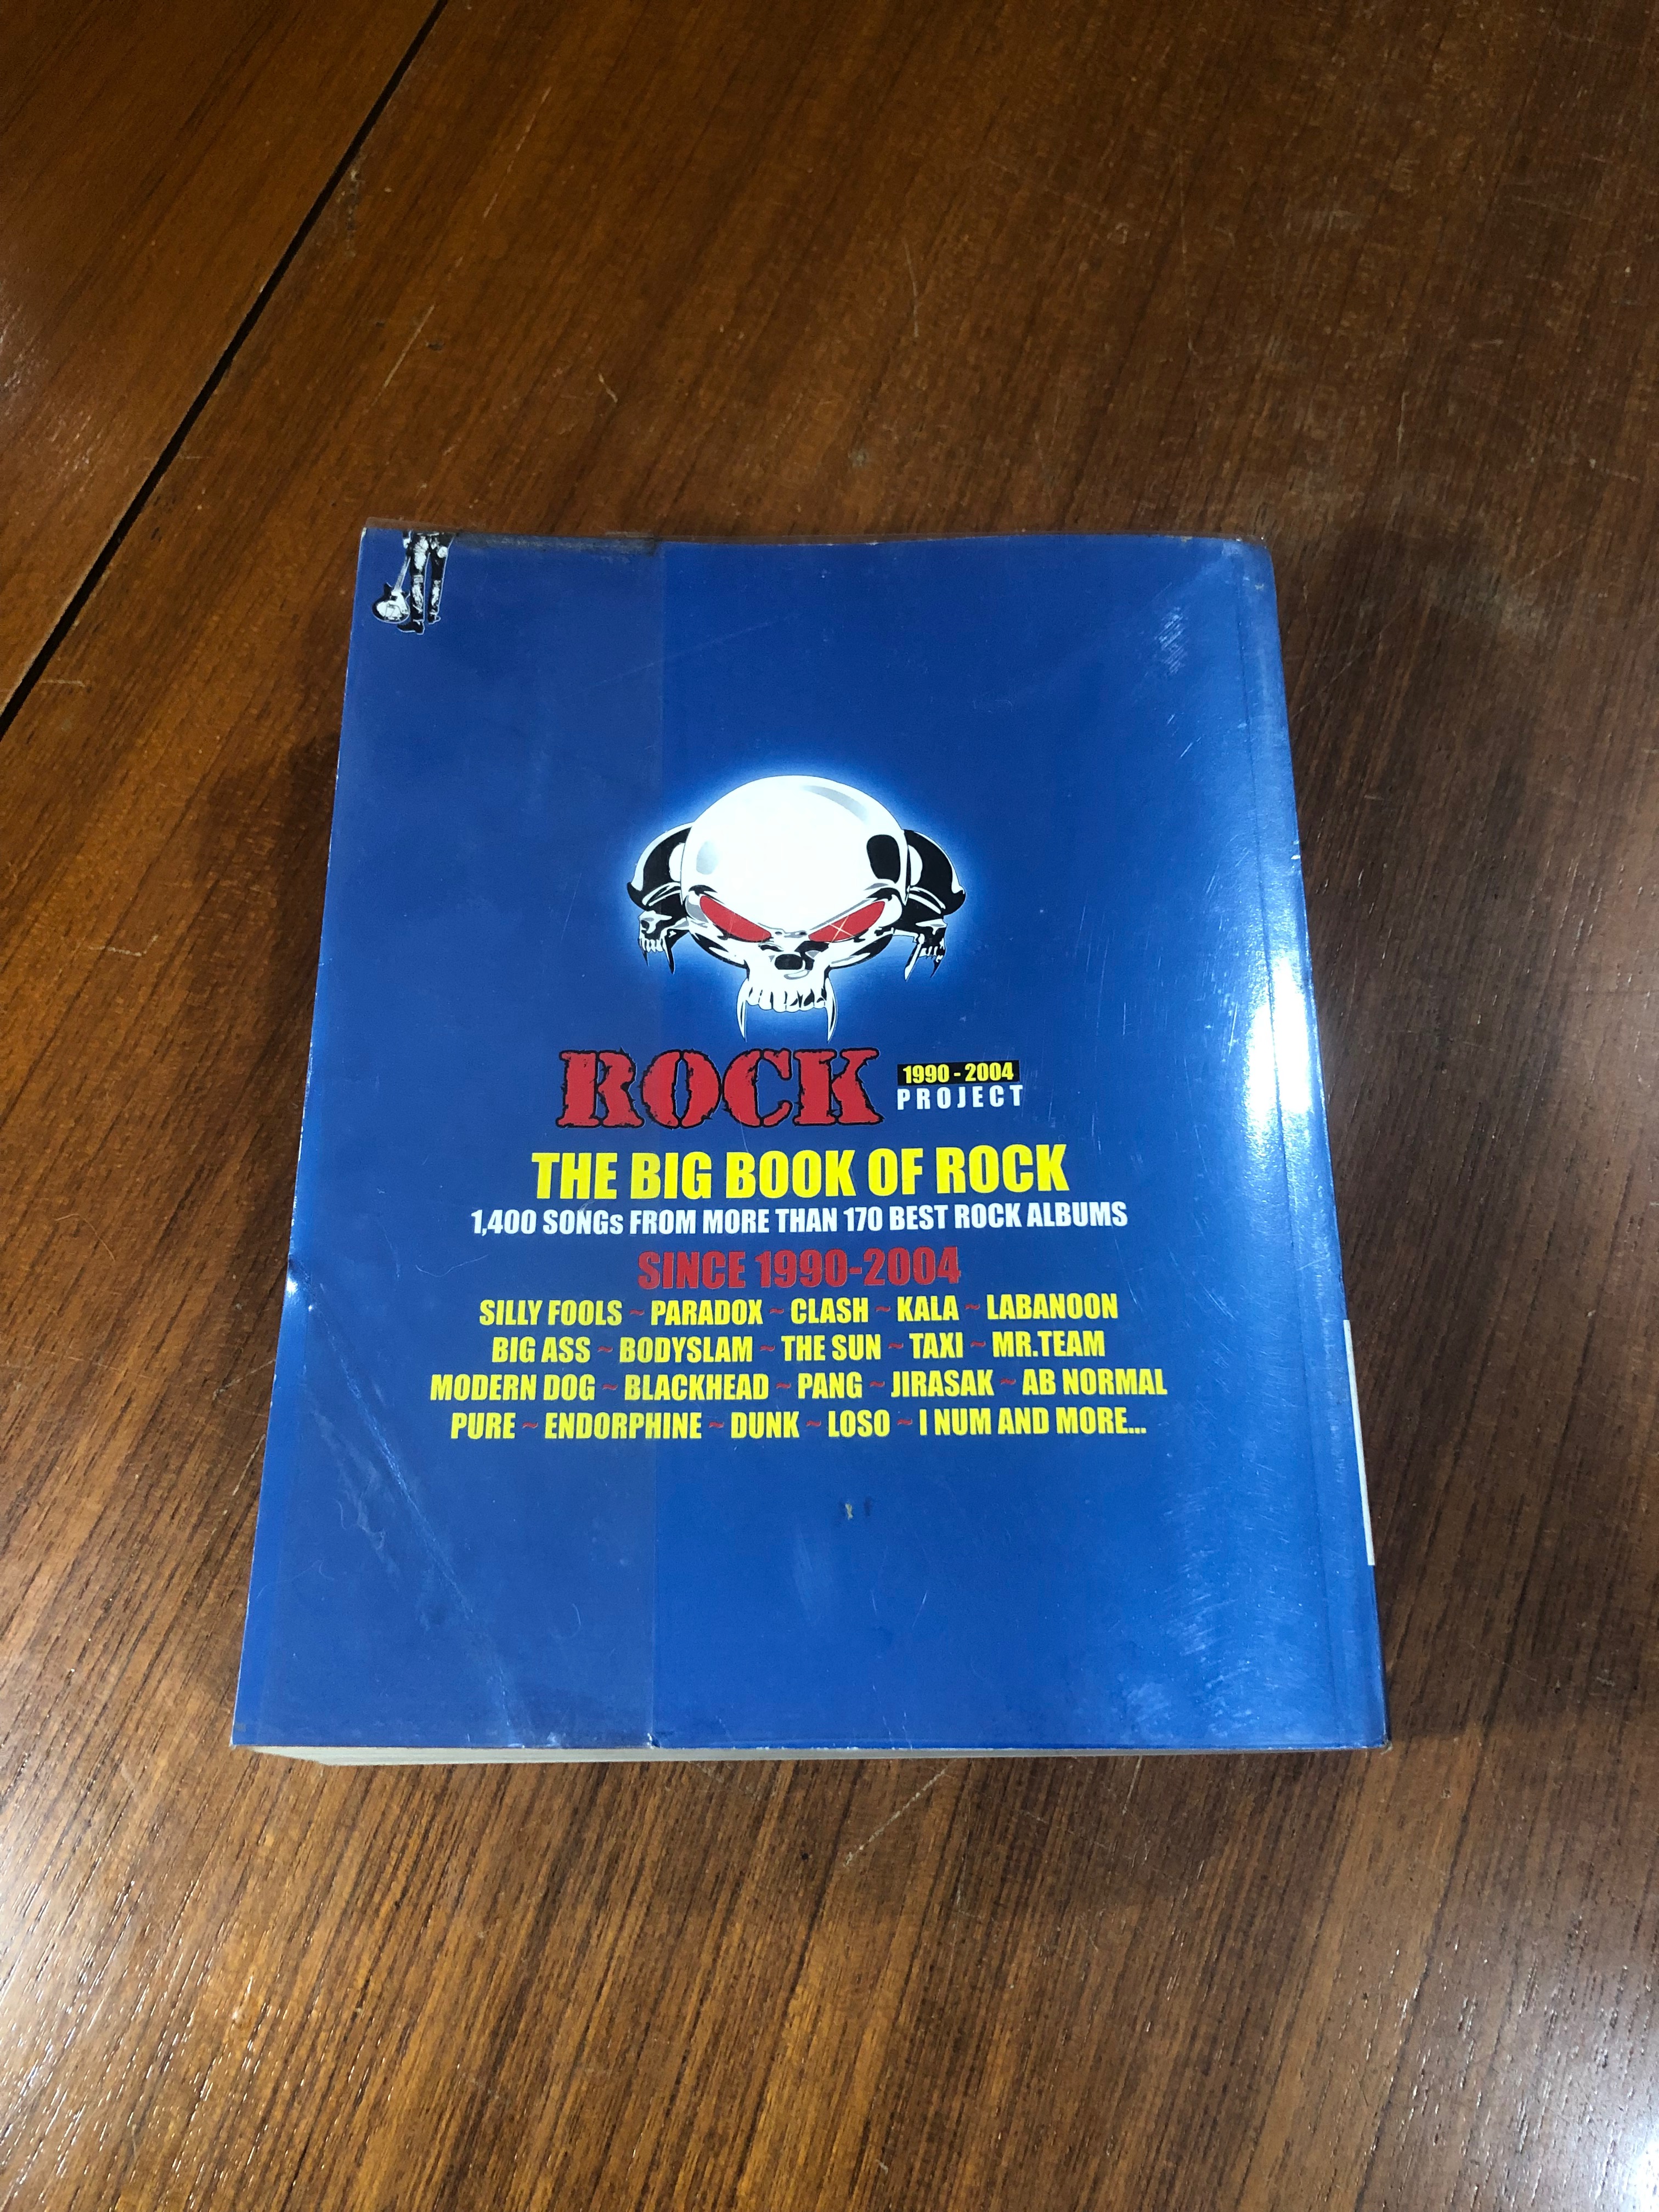 ROCK 1990 - 2004
PROJECT
THE BIG BOOK OF ROCK
1,400 SONGs FROM MORE THAN 170 BEST ROCK ALBUMS
SINCE 1990-2004
SILLY FOOLS ~ PARADOX ~ CLASH ~ KALA ~ LABANOON
BIG ASS ~ BODYSLAM ~ THE SUN ~ TAXI ~ MR.TEAM
MODERN DOG ~ BLACKHEAD ~ PANG ~ JIRASAK ~ AB NORMAL
PURE ~ ENDORPHINE ~ DUNK ~ LOSO ~ I NUM AND MORE...